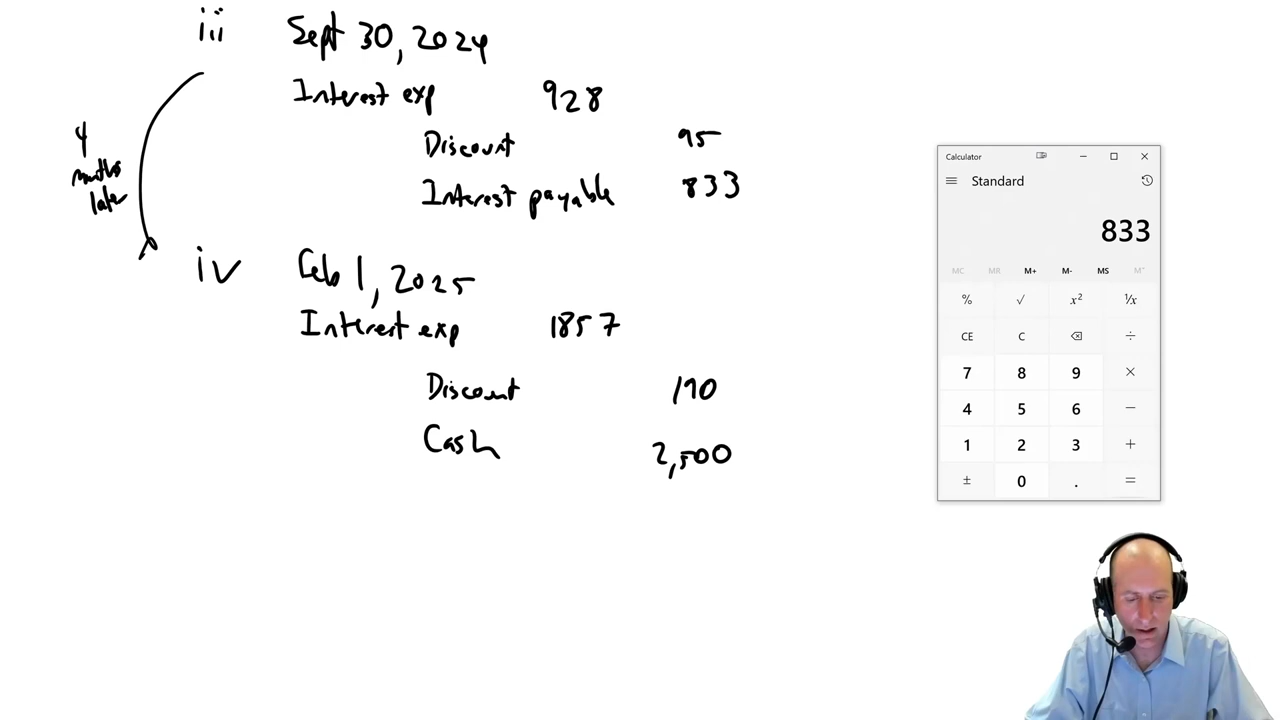 iii Sept 30, 2024
Interest exp 928
Discount 95
Interest payable 833
4 months later
iv Feb 1, 2025
Interest exp 1857
Discount 190
Cash 2,500
Calculator
Standard
833
MC MR M+ M- MS M˅
% √ x² ¹/x
CE C ÷
7 8 9 ×
4 5 6 −
1 2 3 +
± 0 . =